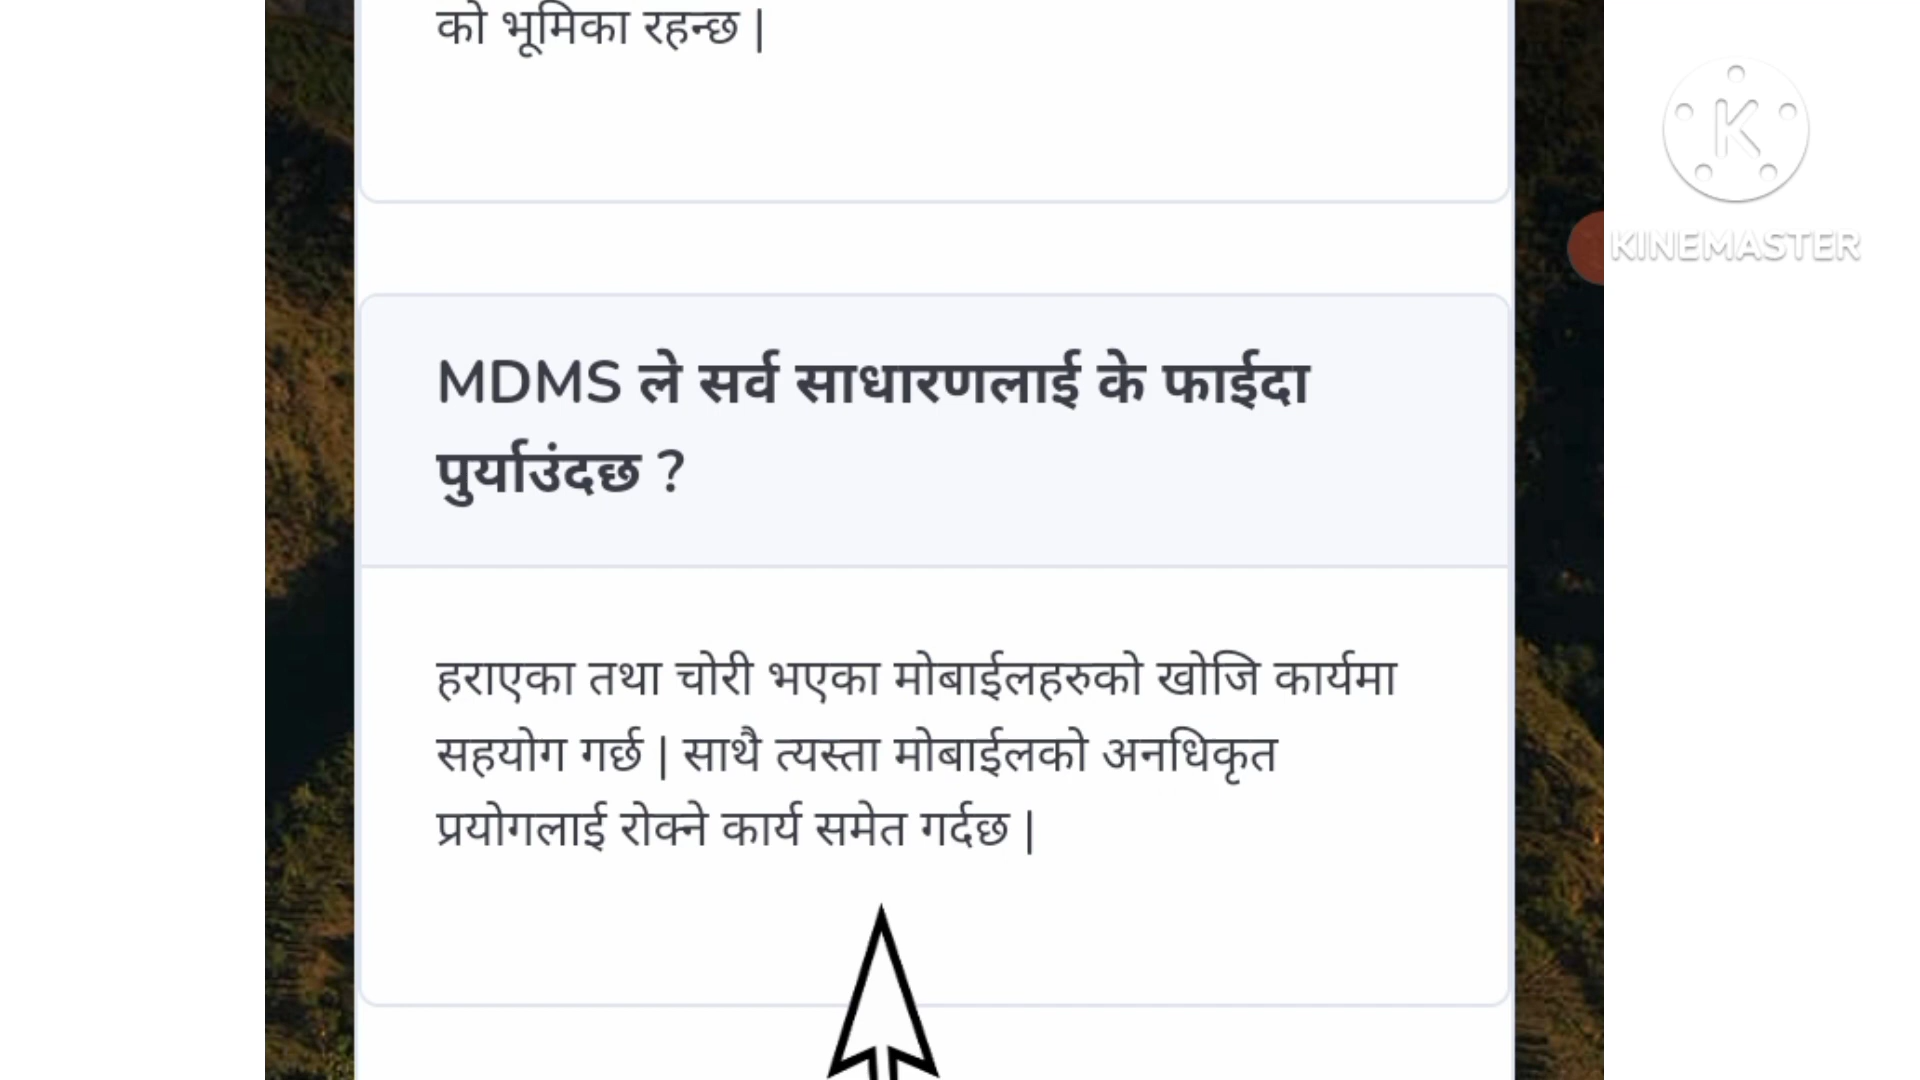 को भूमिका रहन्छ |
K
KINEMASTER
MDMS ले सर्व साधारणलाई के फाईदा
पुर्याउंदछ ?
हराएका तथा चोरी भएका मोबाईलहरुको खोजि कार्यमा
सहयोग गर्छ | साथै त्यस्ता मोबाईलको अनधिकृत
प्रयोगलाई रोक्ने कार्य समेत गर्दछ |